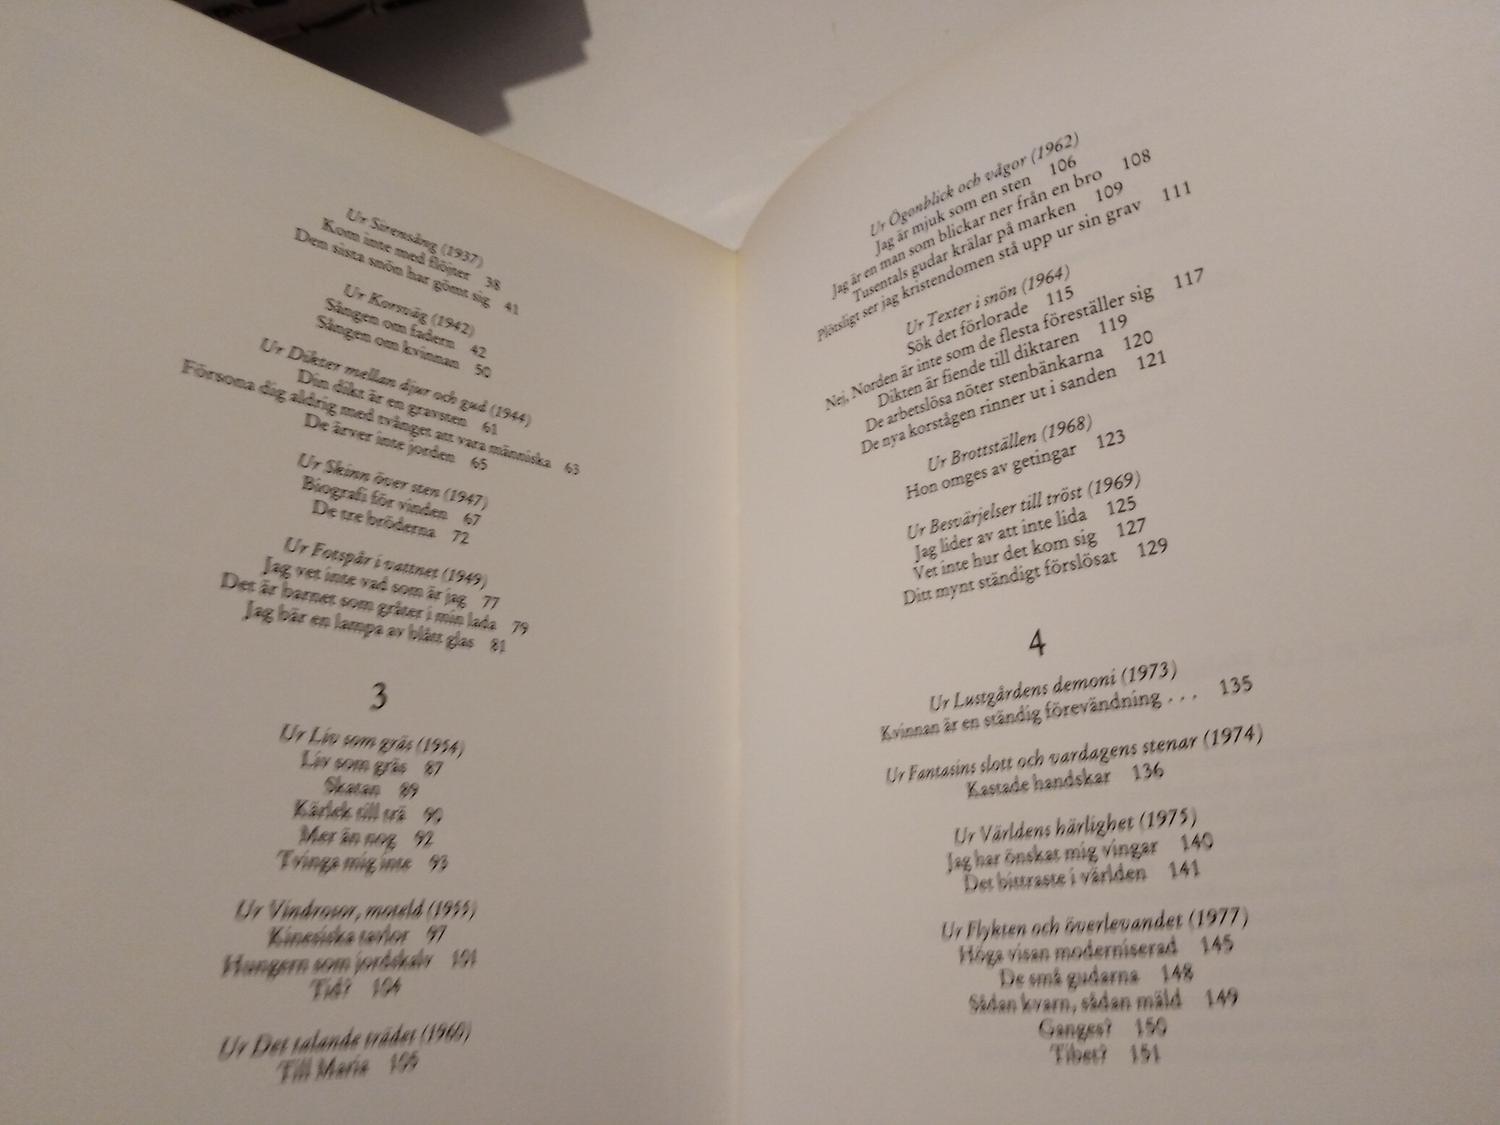 Ur Sirensång (1937)
Kom inte med flöjter 38
Den sista snön har gömt sig 41
Ur Korsväg (1942)
Sången om fadern 42
Sången om kvinnan 50
Ur Dikter mellan djur och gud (1944)
Din dikt är en gravsten 61
Försona dig aldrig med tvånget att vara människa 63
De ärver inte jorden 65
Ur Skinn över sten (1947)
Biografi för vinden 67
De tre bröderna 72
Ur Fotspår i vattnet (1949)
Jag vet inte vad som är jag 77
Det är barnet som gråter i min lada 79
Jag bär en lampa av blått glas 81
3
Ur Liv som gräs (1954)
Liv som gräs 87
Skatan 89
Kärlek till trä 90
Mer än nog 92
Tvinga mig inte 93
Ur Vindrosor, moteld (1955)
Kinesiska tavlor 97
Hungern som jordskalv 101
Tid? 104
Ur Det talande trädet (1960)
Till Maria 105
Ur Ögonblick och vågor (1962)
Jag är mjuk som en sten 106
Jag är en man som blickar ner från en bro 108
Tusentals gudar krälar på marken 109
Plötsligt ser jag kristendomen stå upp ur sin grav 111
Ur Texter i snön (1964)
Sök det förlorade 115
Nej, Norden är inte som de flesta föreställer sig 117
Dikten är fiende till diktaren 119
De arbetslösa nöter stenbänkarna 120
De nya korstågen rinner ut i sanden 121
Ur Brottställen (1968)
Hon omges av getingar 123
Ur Besvärjelser till tröst (1969)
Jag lider av att inte lida 125
Vet inte hur det kom sig 127
Ditt mynt ständigt förslösat 129
4
Ur Lustgårdens demoni (1973)
Kvinnan är en ständig förevändning . . . 135
Ur Fantasins slott och vardagens stenar (1974)
Kastade handskar 136
Ur Världens härlighet (1975)
Jag har önskat mig vingar 140
Det bittraste i världen 141
Ur Flykten och överlevandet (1977)
Höga visan moderniserad 145
De små gudarna 148
Sådan kvarn, sådan mäld 149
Ganges? 150
Tibet? 151